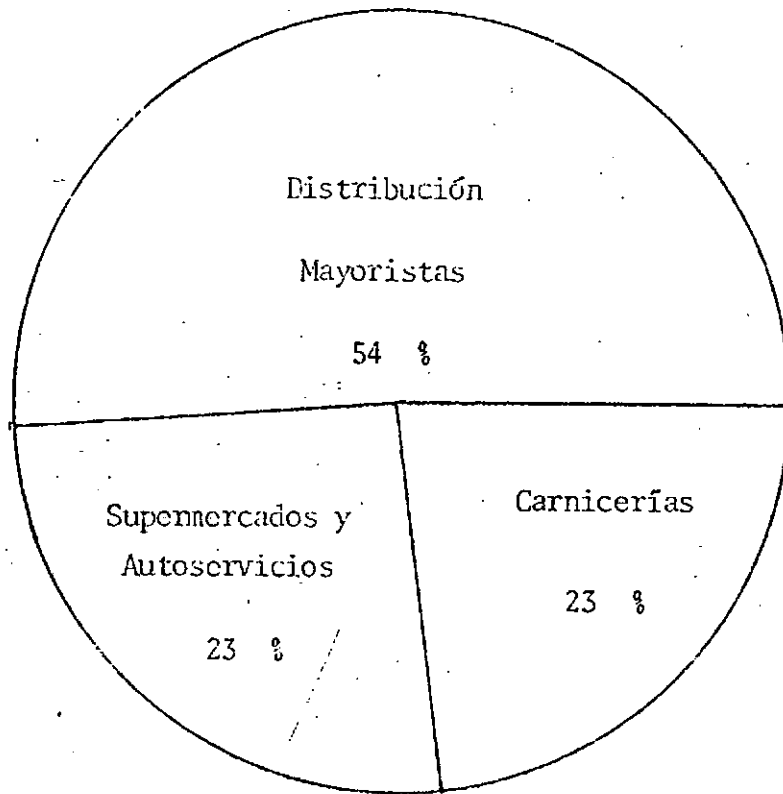 Distribución
Mayoristas
54 %
Supermercados y
Autoservicios
23 %
Carnicerías
23 %